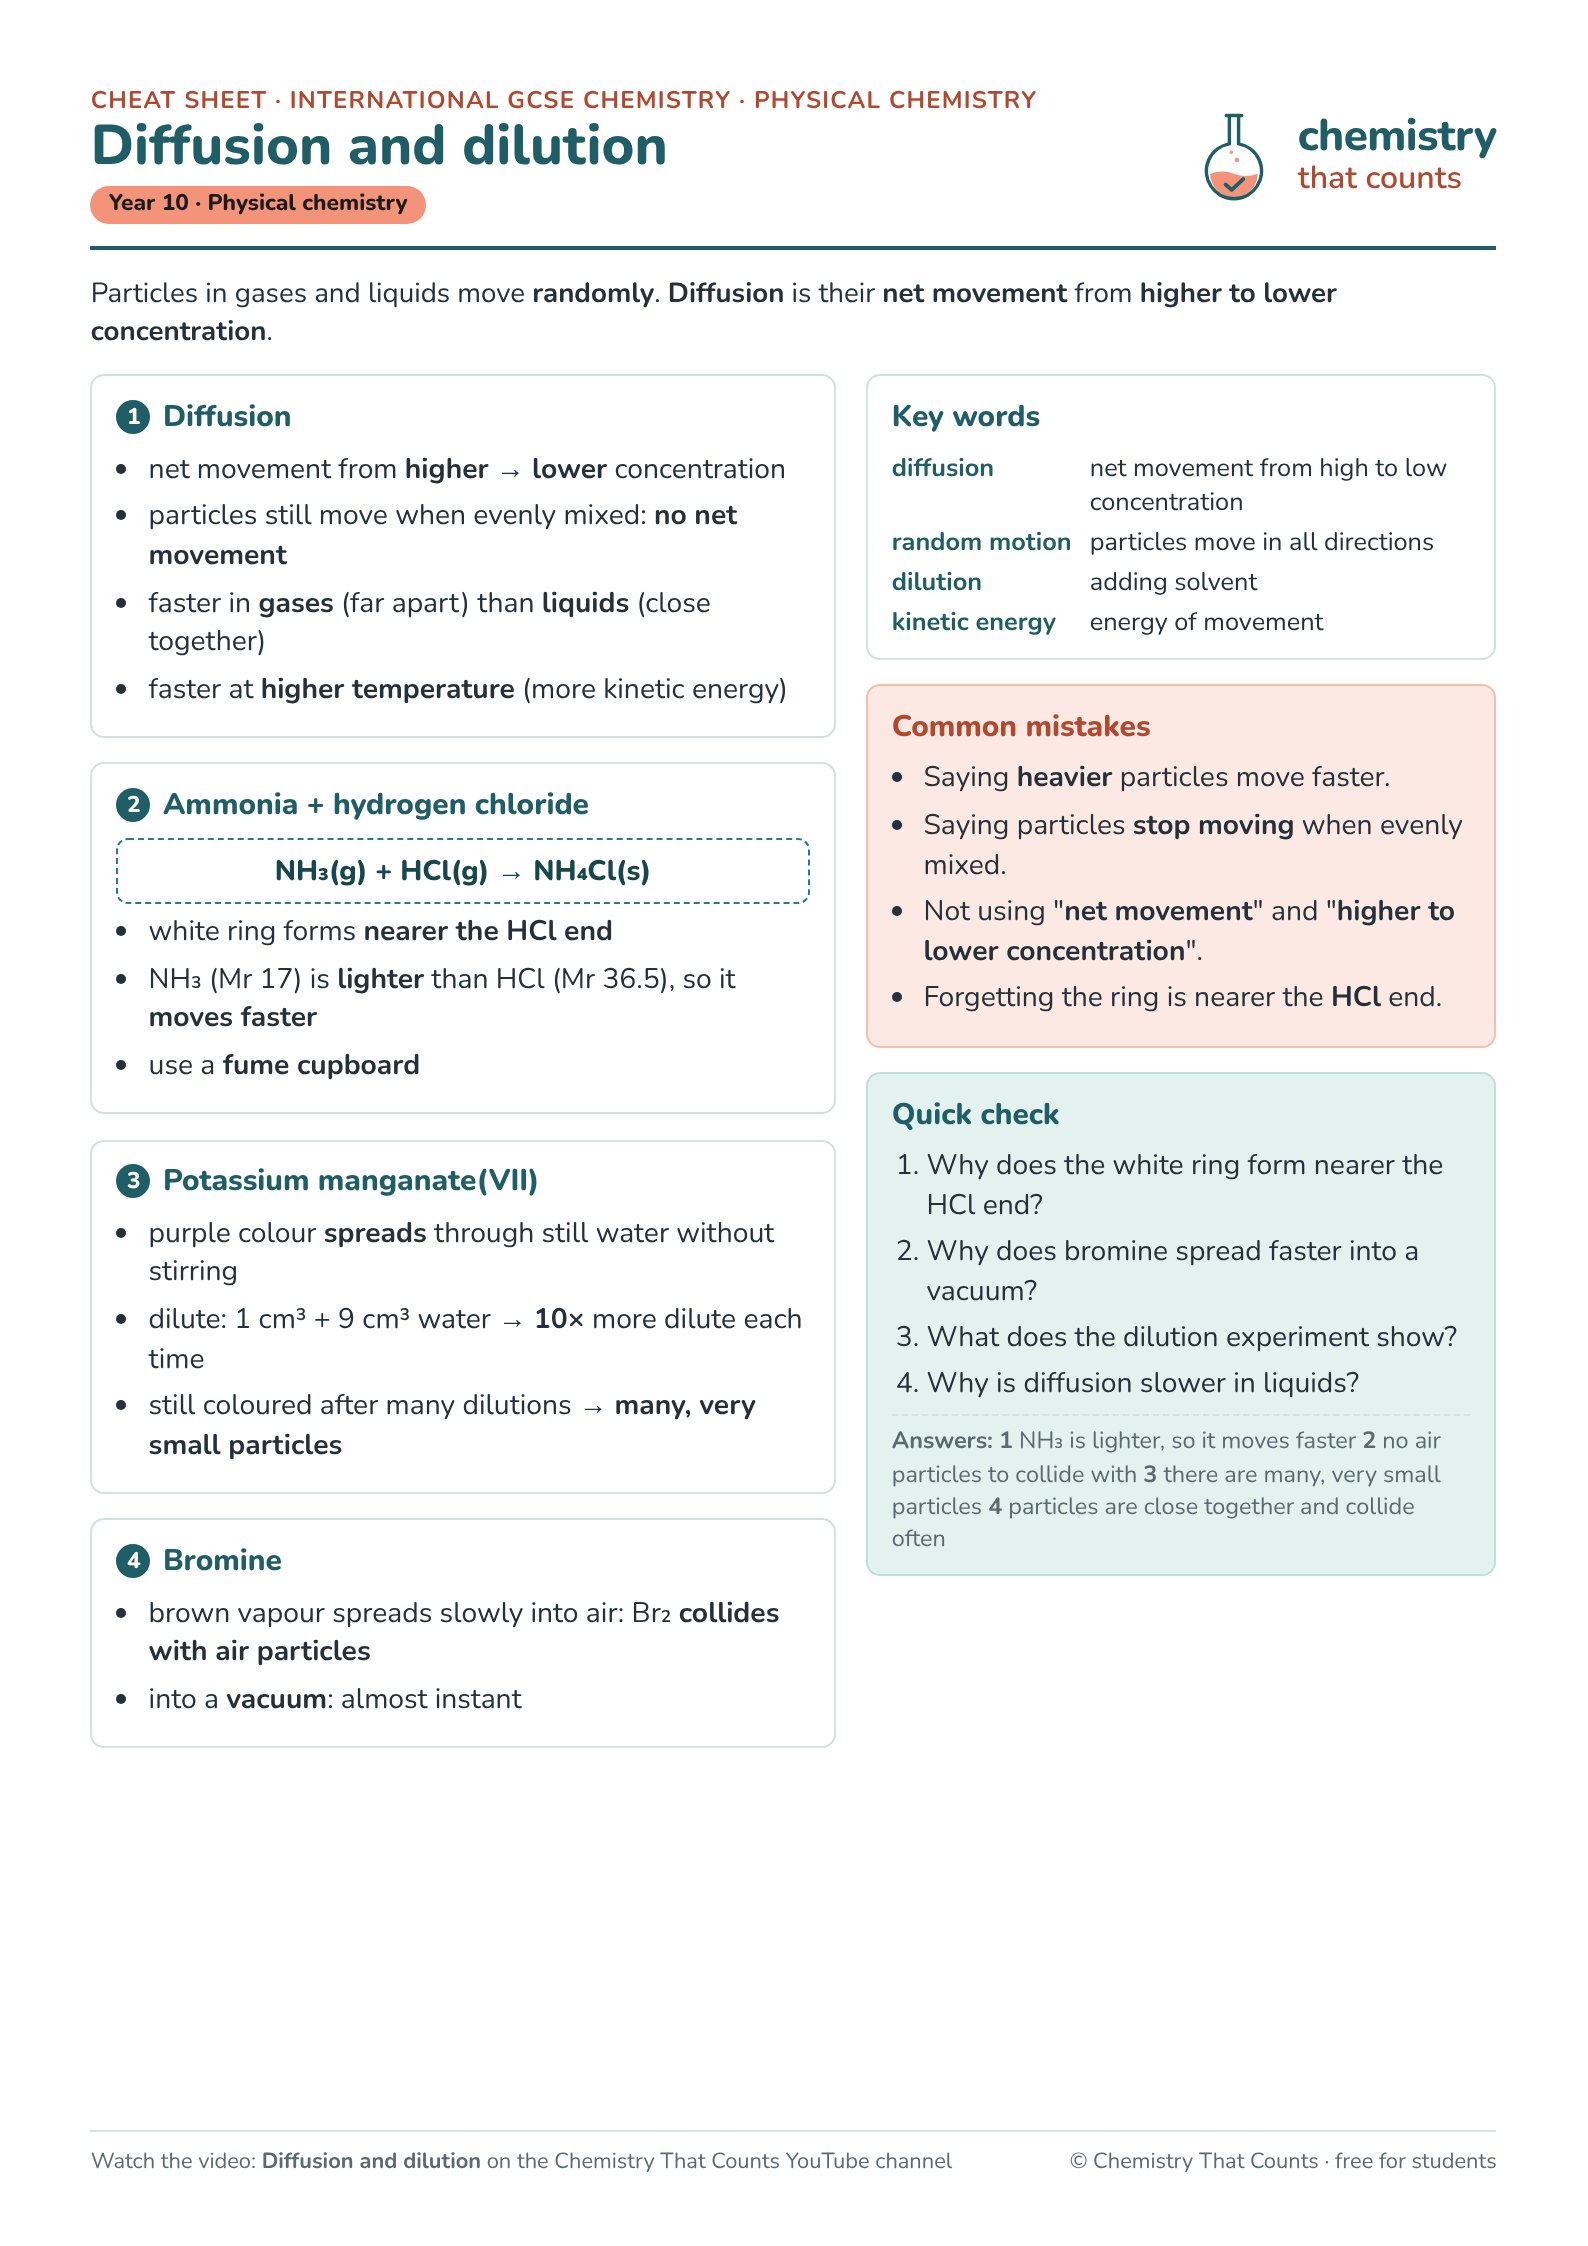 CHEAT SHEET · INTERNATIONAL GCSE CHEMISTRY · PHYSICAL CHEMISTRY
Diffusion and dilution
Year 10 · Physical chemistry
chemistry
that counts
Particles in gases and liquids move randomly. Diffusion is their net movement from higher to lower
concentration.
1 Diffusion
• net movement from higher → lower concentration
• particles still move when evenly mixed: no net
movement
• faster in gases (far apart) than liquids (close
together)
• faster at higher temperature (more kinetic energy)
2 Ammonia + hydrogen chloride
NH₃(g) + HCl(g) → NH₄Cl(s)
• white ring forms nearer the HCl end
• NH₃ (Mr 17) is lighter than HCl (Mr 36.5), so it
moves faster
• use a fume cupboard
3 Potassium manganate(VII)
• purple colour spreads through still water without
stirring
• dilute: 1 cm³ + 9 cm³ water → 10× more dilute each
time
• still coloured after many dilutions → many, very
small particles
4 Bromine
• brown vapour spreads slowly into air: Br₂ collides
with air particles
• into a vacuum: almost instant
Key words
diffusion net movement from high to low
concentration
random motion particles move in all directions
dilution adding solvent
kinetic energy energy of movement
Common mistakes
• Saying heavier particles move faster.
• Saying particles stop moving when evenly
mixed.
• Not using "net movement" and "higher to
lower concentration".
• Forgetting the ring is nearer the HCl end.
Quick check
1. Why does the white ring form nearer the
HCl end?
2. Why does bromine spread faster into a
vacuum?
3. What does the dilution experiment show?
4. Why is diffusion slower in liquids?
Answers: 1 NH₃ is lighter, so it moves faster 2 no air
particles to collide with 3 there are many, very small
particles 4 particles are close together and collide
often
Watch the video: Diffusion and dilution on the Chemistry That Counts YouTube channel
© Chemistry That Counts · free for students